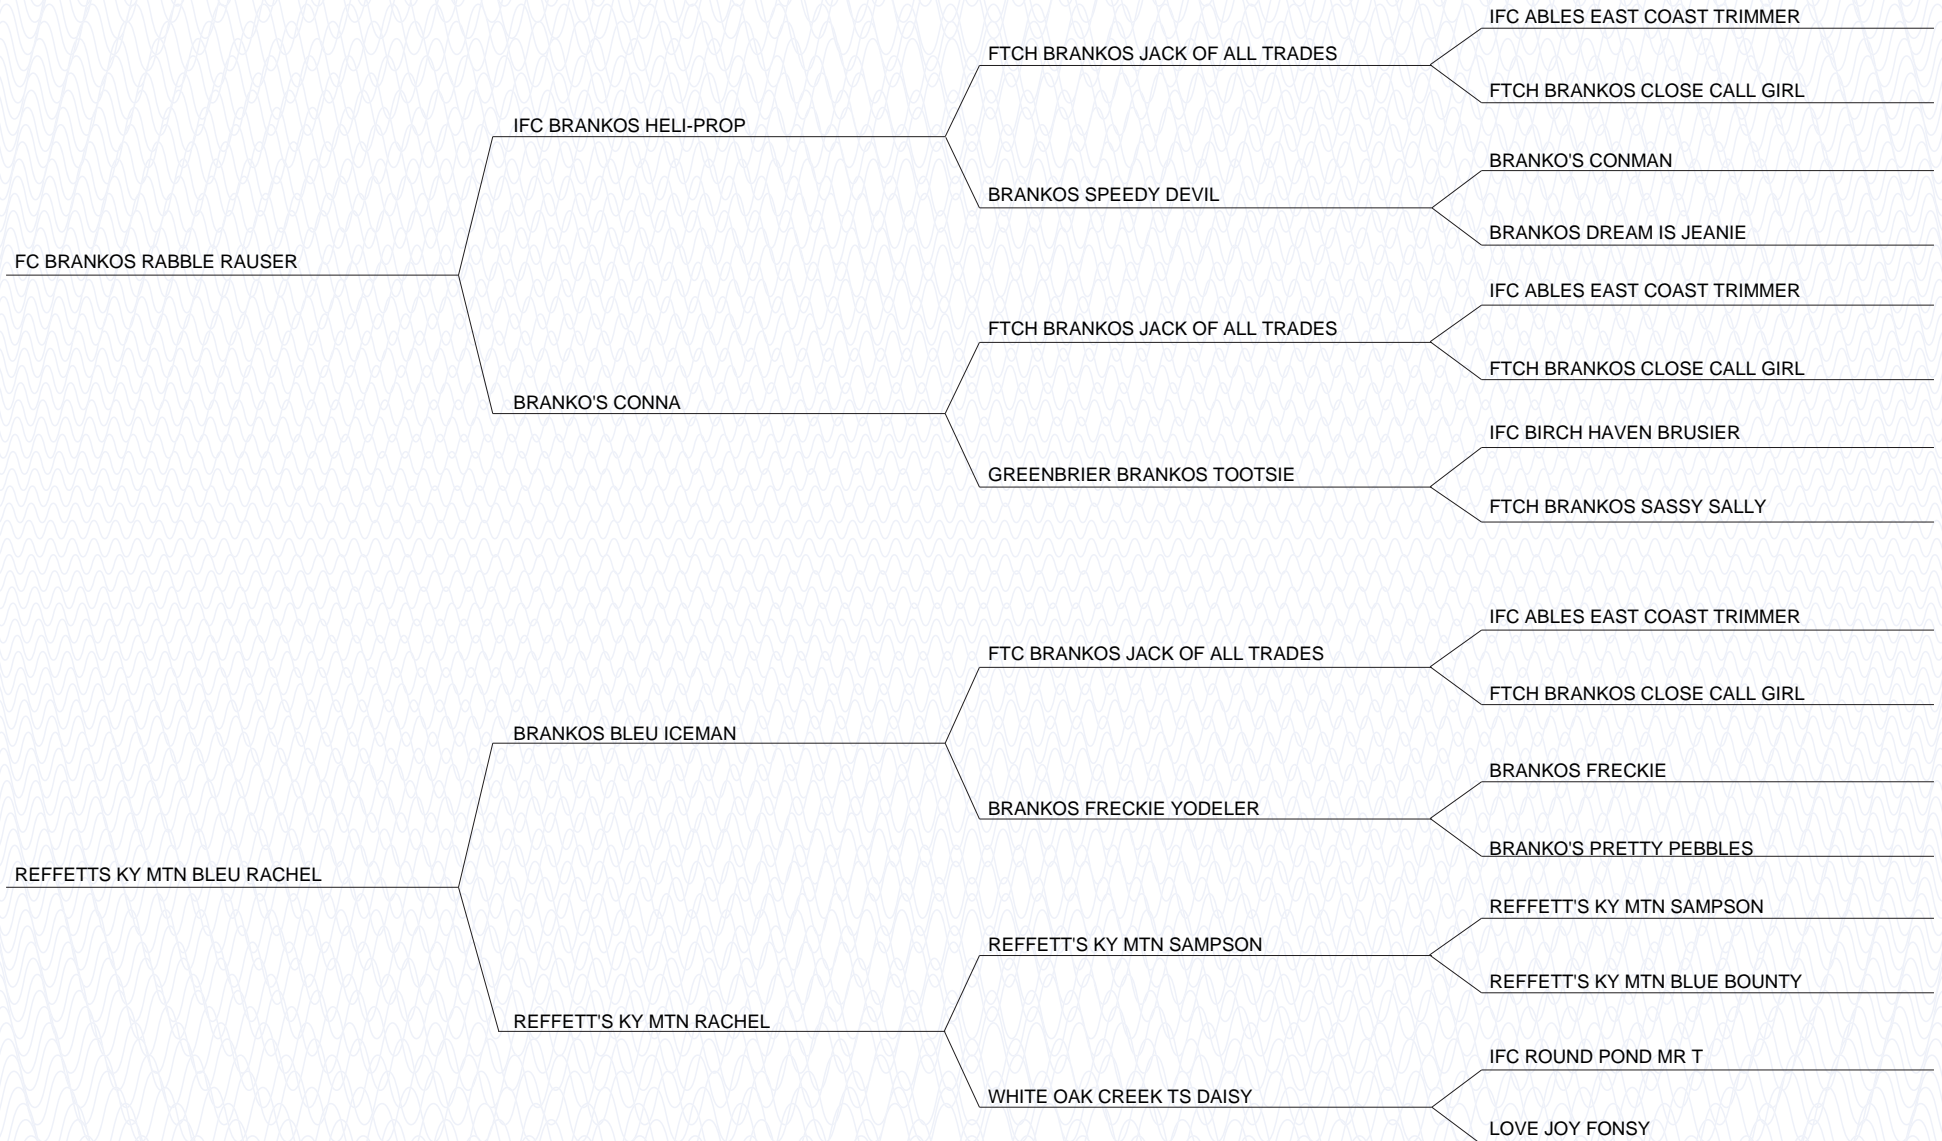 IFC ABLES EAST COAST TRIMMER
FTCH BRANKOS JACK OF ALL TRADES
FTCH BRANKOS CLOSE CALL GIRL
IFC BRANKOS HELI-PROP
BRANKO'S CONMAN
BRANKOS SPEEDY DEVIL
BRANKOS DREAM IS JEANIE
FC BRANKOS RABBLE RAUSER
IFC ABLES EAST COAST TRIMMER
FTCH BRANKOS JACK OF ALL TRADES
FTCH BRANKOS CLOSE CALL GIRL
BRANKO'S CONNA
IFC BIRCH HAVEN BRUSIER
GREENBRIER BRANKOS TOOTSIE
FTCH BRANKOS SASSY SALLY
IFC ABLES EAST COAST TRIMMER
FTC BRANKOS JACK OF ALL TRADES
FTCH BRANKOS CLOSE CALL GIRL
BRANKOS BLEU ICEMAN
BRANKOS FRECKIE
BRANKOS FRECKIE YODELER
BRANKO'S PRETTY PEBBLES
REFFETTS KY MTN BLEU RACHEL
REFFETT'S KY MTN SAMPSON
REFFETT'S KY MTN SAMPSON
REFFETT'S KY MTN BLUE BOUNTY
REFFETT'S KY MTN RACHEL
IFC ROUND POND MR T
WHITE OAK CREEK TS DAISY
LOVE JOY FONSY